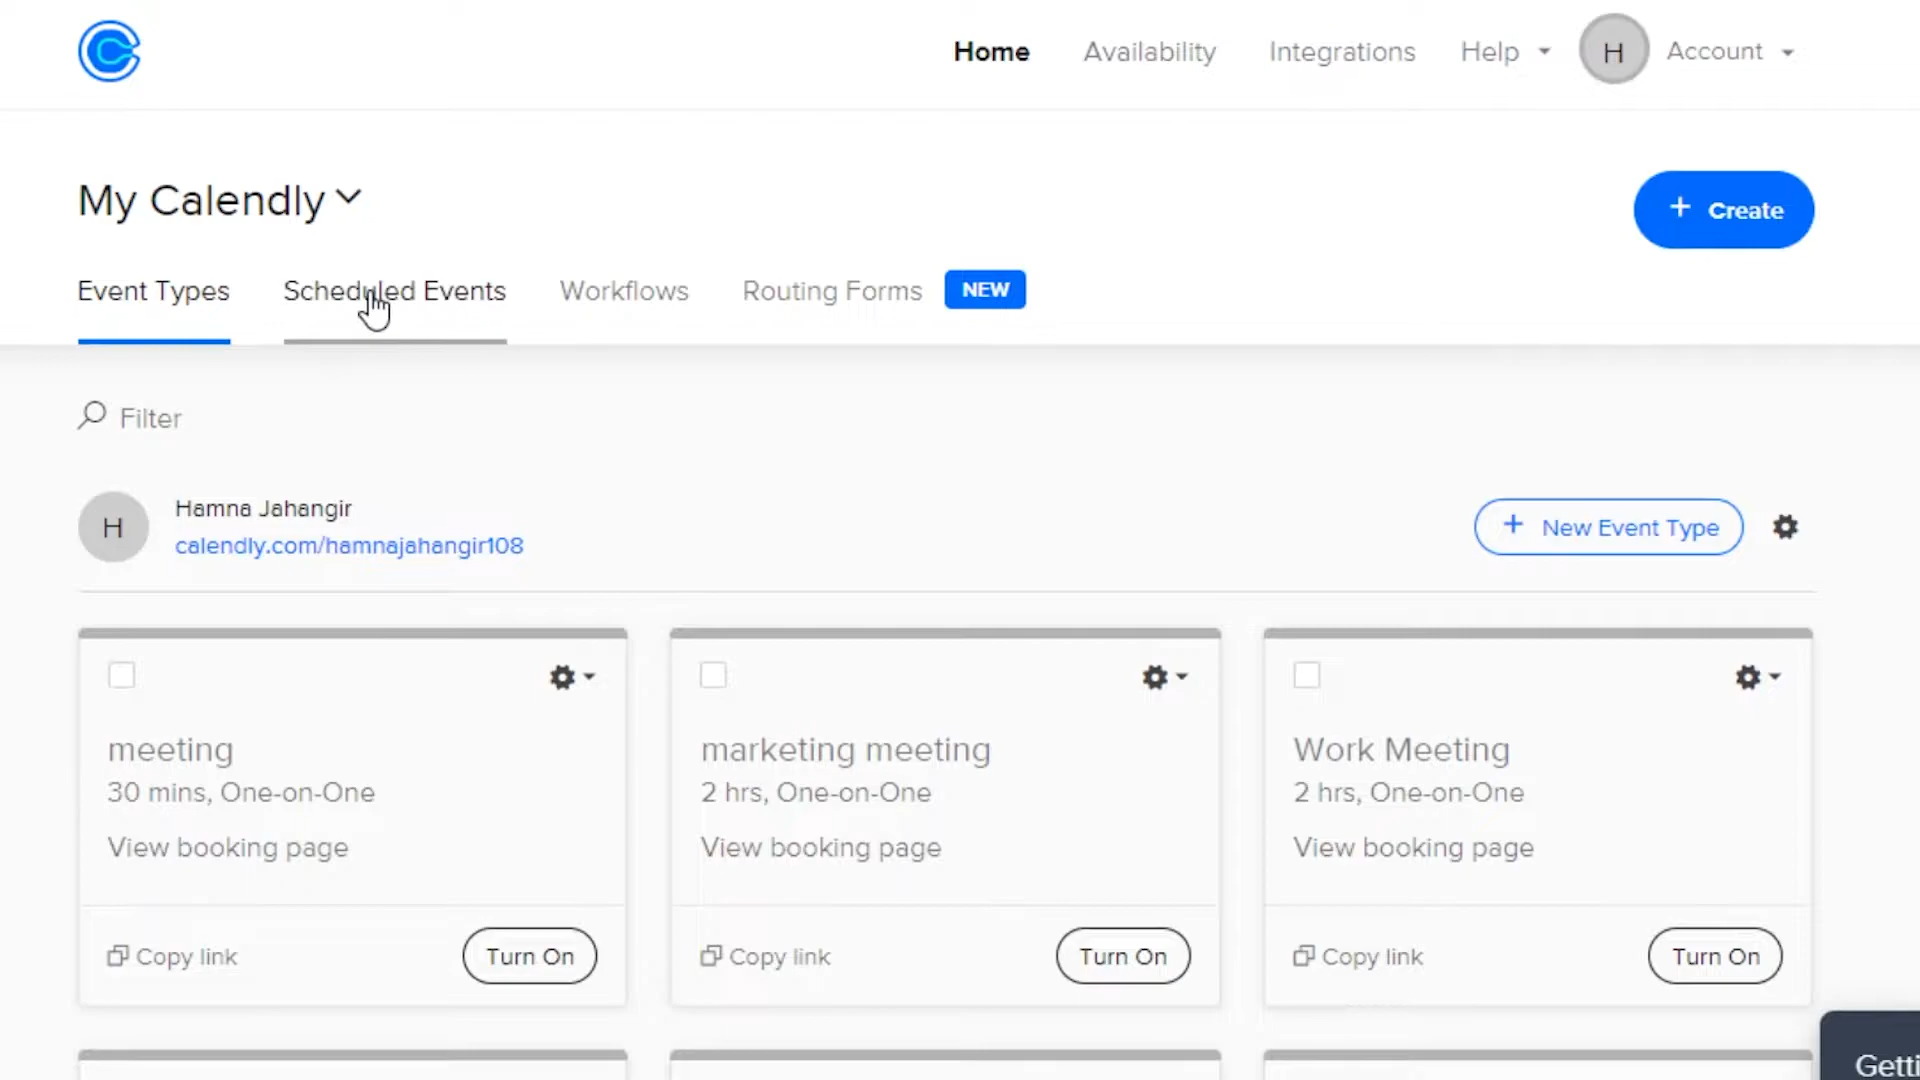 Home Availability Integrations Help H Account
My Calendly
+ Create
Event Types Scheduled Events Workflows Routing Forms NEW
Filter
H
Hamna Jahangir
calendly.com/hamnajahangir108
+ New Event Type
meeting
30 mins, One-on-One
View booking page
Copy link Turn On
marketing meeting
2 hrs, One-on-One
View booking page
Copy link Turn On
Work Meeting
2 hrs, One-on-One
View booking page
Copy link Turn On